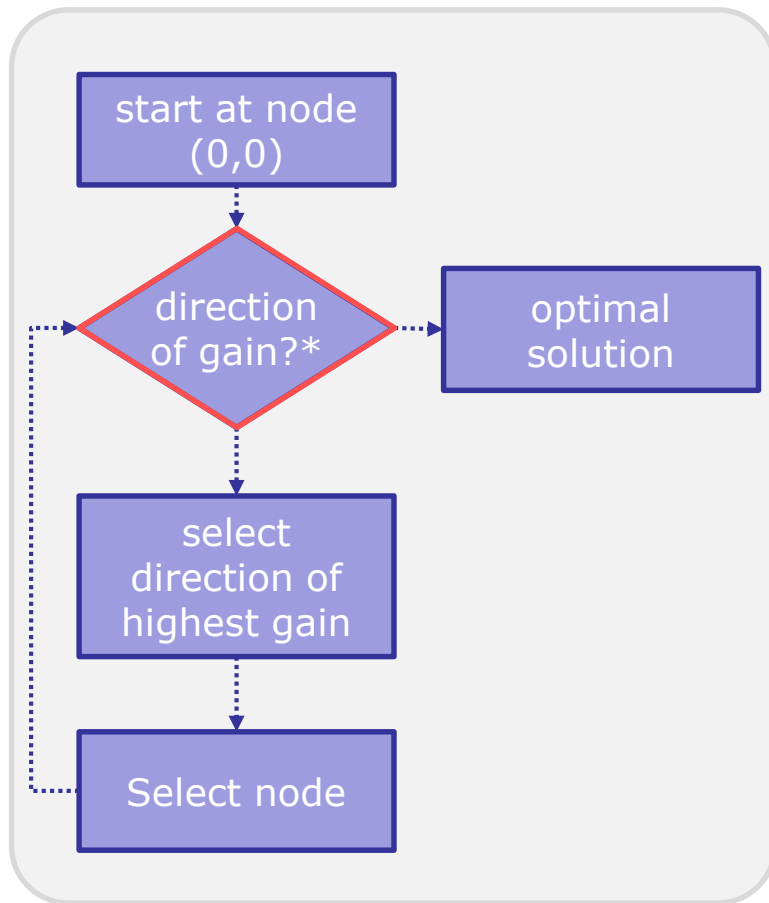 start at node
(0,0)
direction
of gain?*
optimal
solution
select
direction of
highest gain
Select node